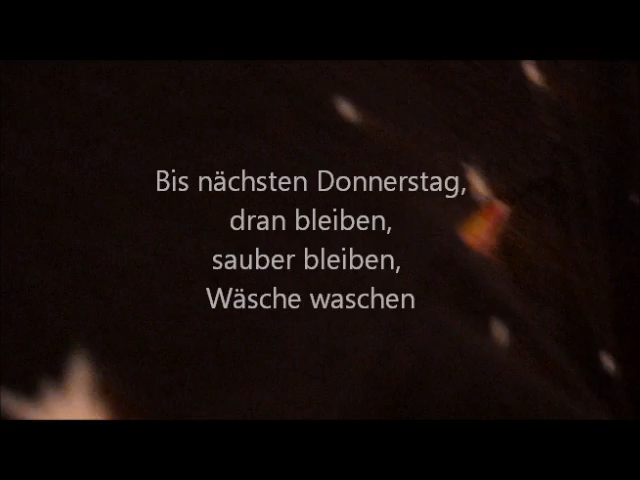 Bis nächsten Donnerstag,
dran bleiben,
sauber bleiben,
Wäsche waschen